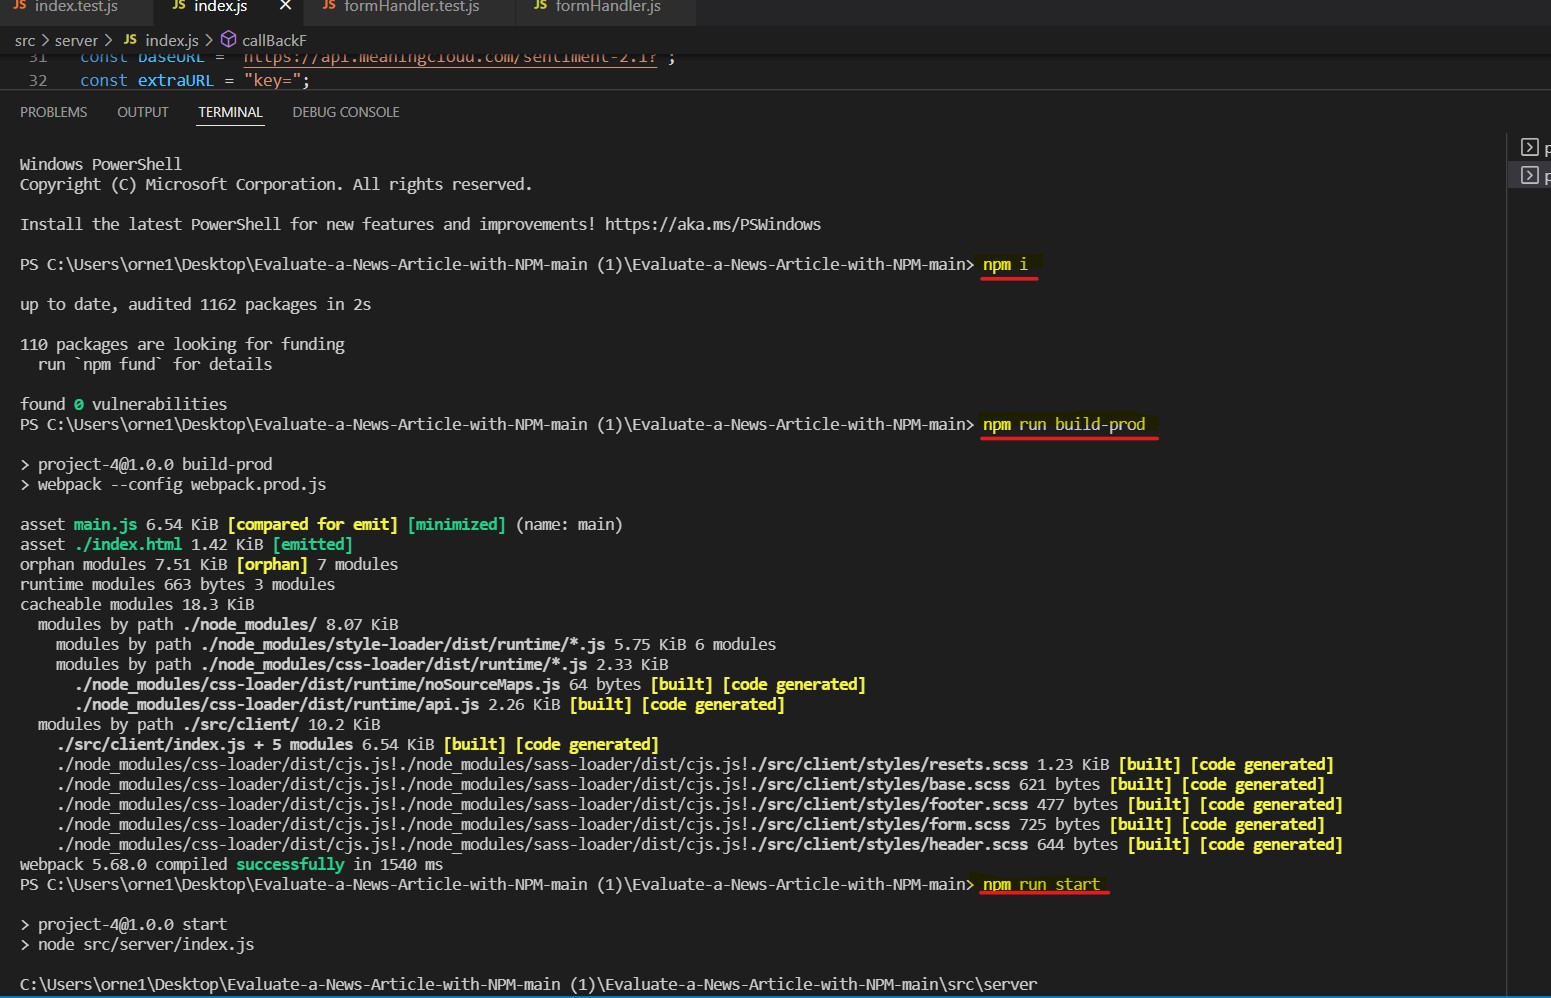 JS index.test.js JS index.js × JS formHandler.test.js JS formHandler.js
src > server > JS index.js > callBackF
31 const baseURL = "https://api.meaningcloud.com/sentiment-2.1?";
32 const extraURL = "key=";
PROBLEMS OUTPUT TERMINAL DEBUG CONSOLE
Windows PowerShell
Copyright (C) Microsoft Corporation. All rights reserved.
Install the latest PowerShell for new features and improvements! https://aka.ms/PSWindows
PS C:\Users\orne1\Desktop\Evaluate-a-News-Article-with-NPM-main (1)\Evaluate-a-News-Article-with-NPM-main> npm i
up to date, audited 1162 packages in 2s
110 packages are looking for funding
  run `npm fund` for details
found 0 vulnerabilities
PS C:\Users\orne1\Desktop\Evaluate-a-News-Article-with-NPM-main (1)\Evaluate-a-News-Article-with-NPM-main> npm run build-prod
> project-4@1.0.0 build-prod
> webpack --config webpack.prod.js
asset main.js 6.54 KiB [compared for emit] [minimized] (name: main)
asset ./index.html 1.42 KiB [emitted]
orphan modules 7.51 KiB [orphan] 7 modules
runtime modules 663 bytes 3 modules
cacheable modules 18.3 KiB
  modules by path ./node_modules/ 8.07 KiB
    modules by path ./node_modules/style-loader/dist/runtime/*.js 5.75 KiB 6 modules
    modules by path ./node_modules/css-loader/dist/runtime/*.js 2.33 KiB
      ./node_modules/css-loader/dist/runtime/noSourceMaps.js 64 bytes [built] [code generated]
      ./node_modules/css-loader/dist/runtime/api.js 2.26 KiB [built] [code generated]
  modules by path ./src/client/ 10.2 KiB
    ./src/client/index.js + 5 modules 6.54 KiB [built] [code generated]
    ./node_modules/css-loader/dist/cjs.js!./node_modules/sass-loader/dist/cjs.js!./src/client/styles/resets.scss 1.23 KiB [built] [code generated]
    ./node_modules/css-loader/dist/cjs.js!./node_modules/sass-loader/dist/cjs.js!./src/client/styles/base.scss 621 bytes [built] [code generated]
    ./node_modules/css-loader/dist/cjs.js!./node_modules/sass-loader/dist/cjs.js!./src/client/styles/footer.scss 477 bytes [built] [code generated]
    ./node_modules/css-loader/dist/cjs.js!./node_modules/sass-loader/dist/cjs.js!./src/client/styles/form.scss 725 bytes [built] [code generated]
    ./node_modules/css-loader/dist/cjs.js!./node_modules/sass-loader/dist/cjs.js!./src/client/styles/header.scss 644 bytes [built] [code generated]
webpack 5.68.0 compiled successfully in 1540 ms
PS C:\Users\orne1\Desktop\Evaluate-a-News-Article-with-NPM-main (1)\Evaluate-a-News-Article-with-NPM-main> npm run start
> project-4@1.0.0 start
> node src/server/index.js
C:\Users\orne1\Desktop\Evaluate-a-News-Article-with-NPM-main (1)\Evaluate-a-News-Article-with-NPM-main\src\server